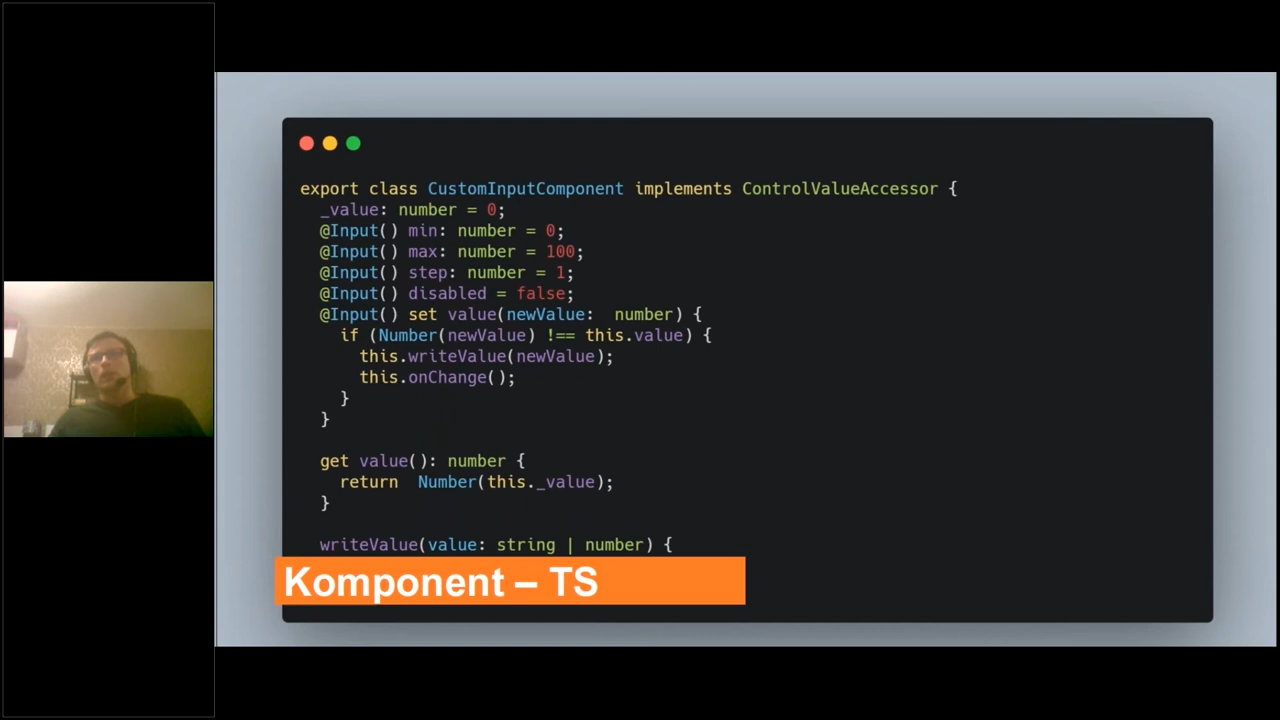 export class CustomInputComponent implements ControlValueAccessor {
_value: number = 0;
@Input() min: number = 0;
@Input() max: number = 100;
@Input() step: number = 1;
@Input() disabled = false;
@Input() set value(newValue:  number) {
if (Number(newValue) !== this.value) {
this.writeValue(newValue);
this.onChange();
}
}
get value(): number {
return  Number(this._value);
}
writeValue(value: string | number) {
Komponent – TS